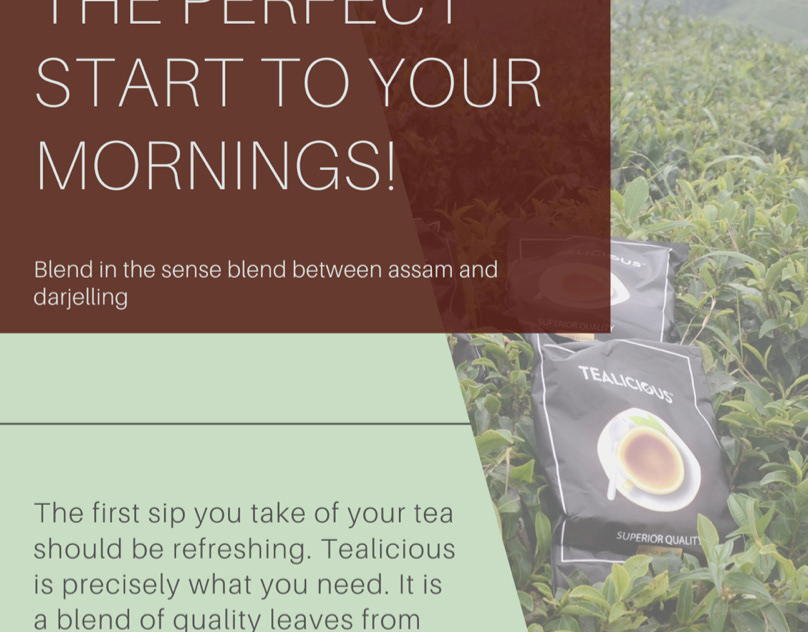 THE PERFECT
START TO YOUR
MORNINGS!
Blend in the sense blend between assam and
darjelling
SUPERIOR QUALITY
TEALICIOUS
SUPERIOR QUALITY
The first sip you take of your tea
should be refreshing. Tealicious
is precisely what you need. It is
a blend of quality leaves from